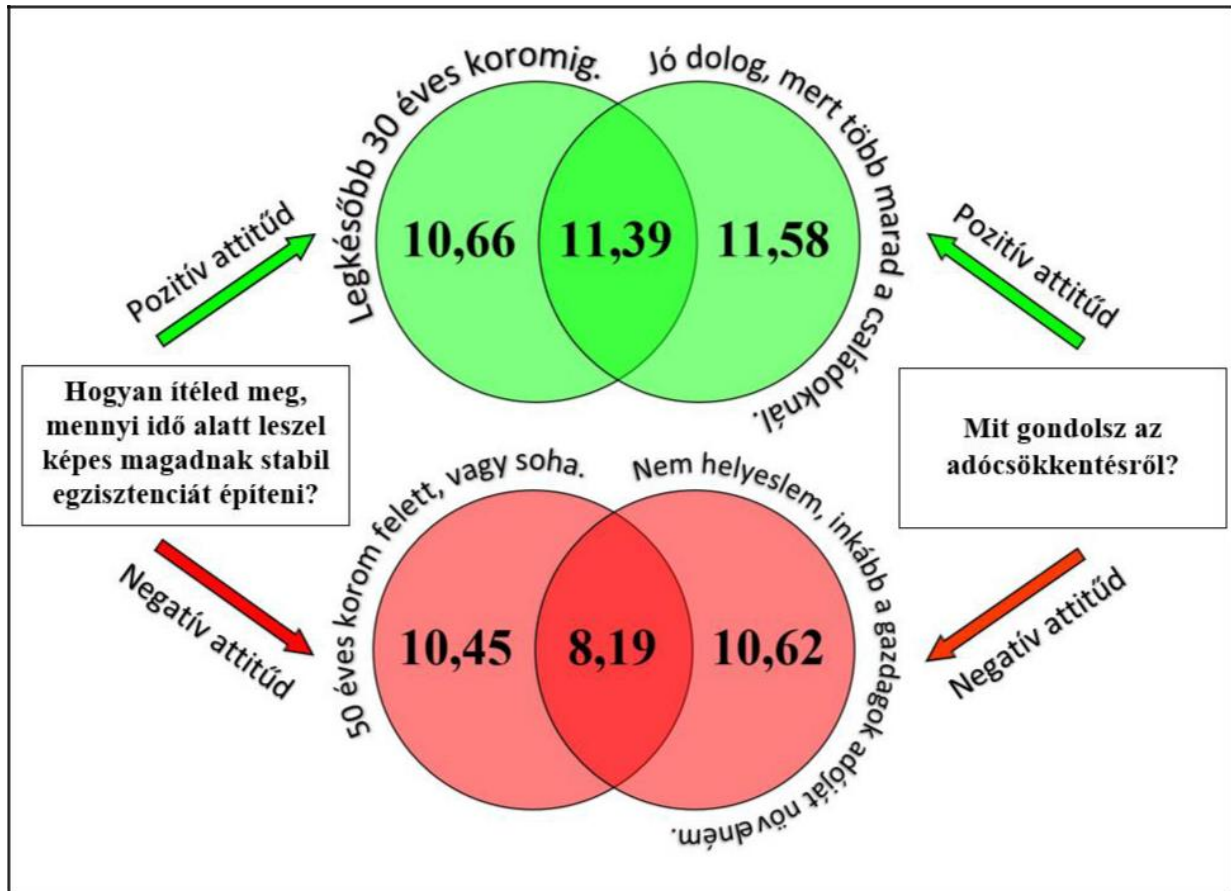 Legkésőbb 30 éves koromig.
Jó dolog, mert több marad a családoknál.
Pozitív attitűd
10,66
11,39
11,58
Pozitív attitűd
Hogyan ítéled meg,
mennyi idő alatt leszel
képes magadnak stabil
egzisztenciát építeni?
Mit gondolsz az
adócsökkentésről?
50 éves korom felett, vagy soha.
Nem helyeslem, inkább a gazdagok adóját növelném.
Negatív attitűd
10,45
8,19
10,62
Negatív attitűd